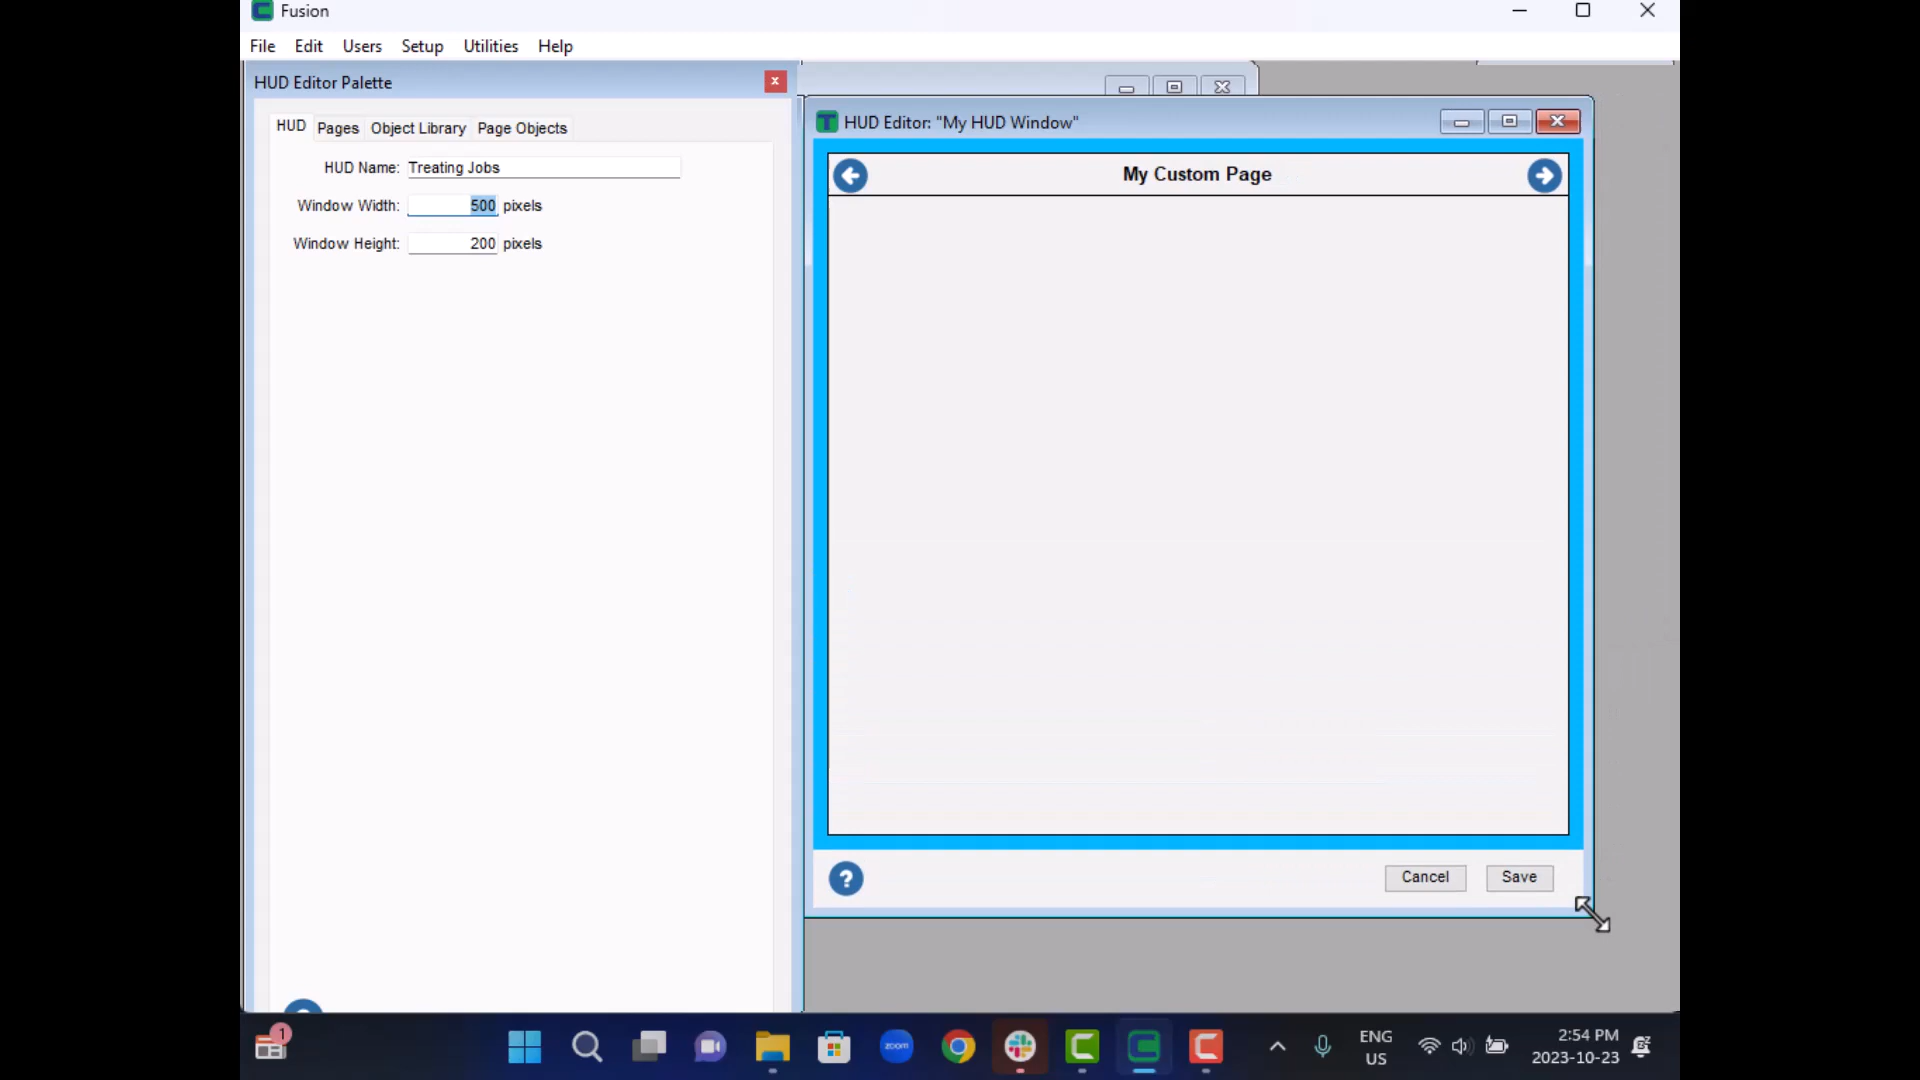 Fusion
File Edit Users Setup Utilities Help
HUD Editor Palette
HUD Pages Object Library Page Objects
HUD Name: Treating Jobs
Window Width: 500 pixels
Window Height: 200 pixels
HUD Editor: "My HUD Window"
My Custom Page
Cancel Save
1
zoom
ENG
US
2:54 PM
2023-10-23